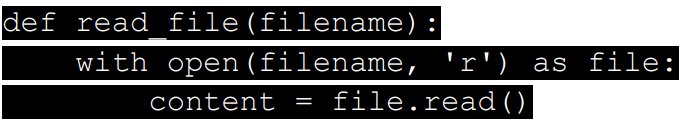 def read_file(filename):
    with open(filename, 'r') as file:
        content = file.read()